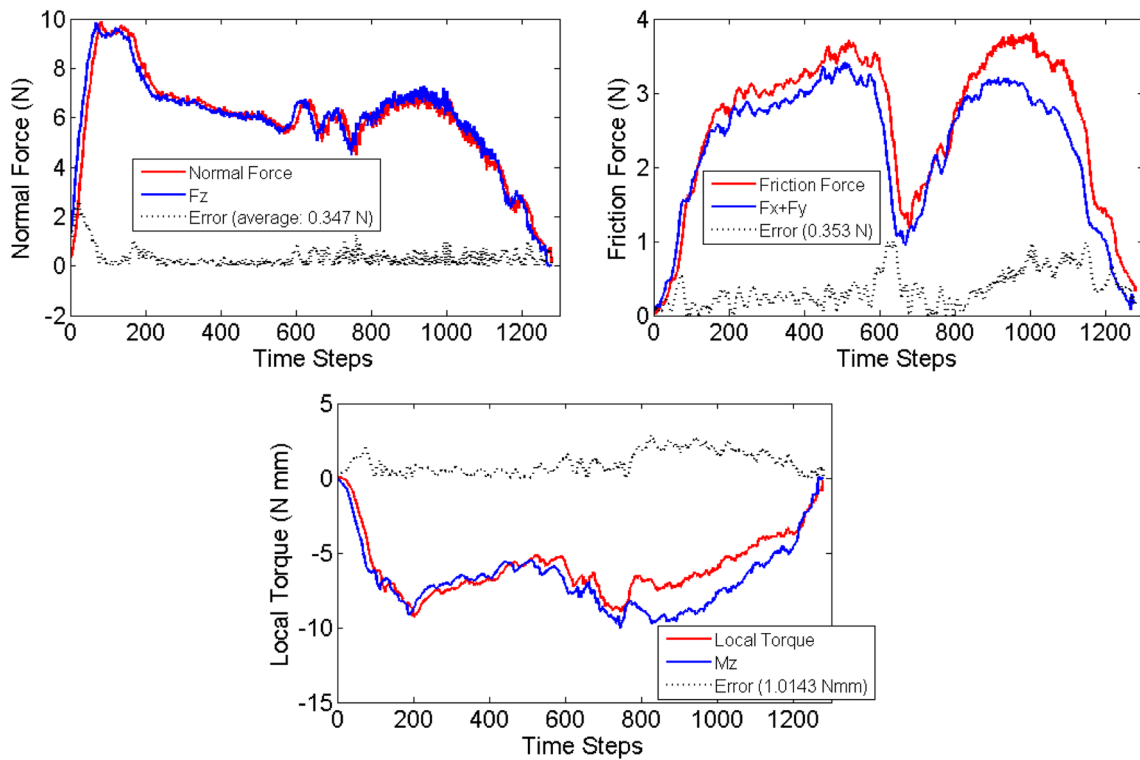 Normal Force (N)
10
8
6
4
2
0
-2
Normal Force
Fz
Error (average: 0.347 N)
0 200 400 600 800 1000 1200
Time Steps
Friction Force (N)
4
3
2
1
0
Friction Force
Fx+Fy
Error (0.353 N)
0 200 400 600 800 1000 1200
Time Steps
Local Torque (N mm)
5
0
-5
-10
-15
Local Torque
Mz
Error (1.0143 Nmm)
0 200 400 600 800 1000 1200
Time Steps